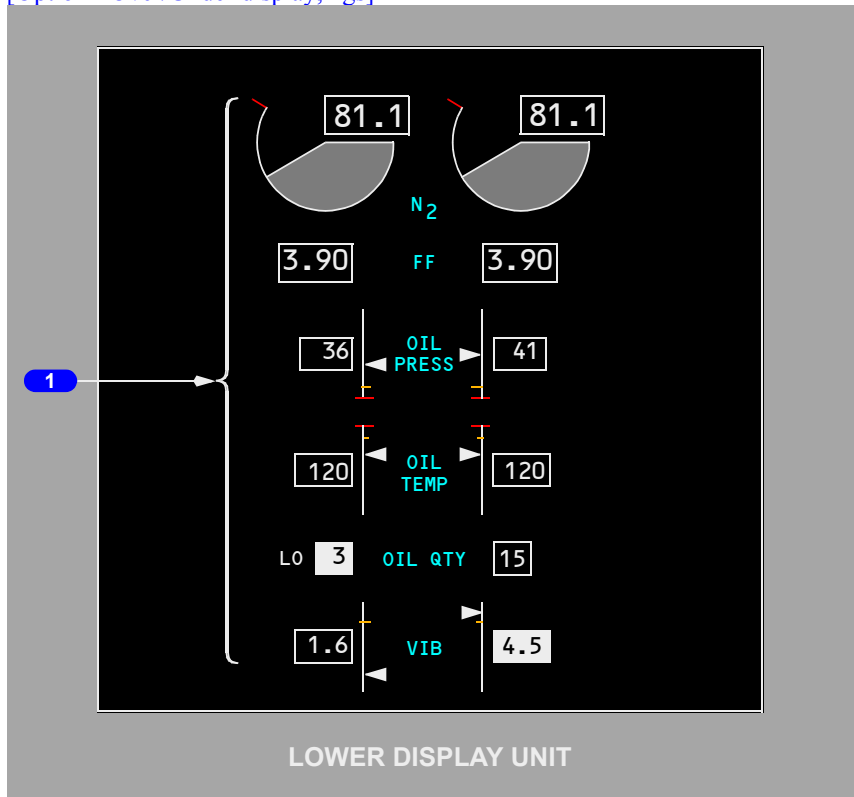 81.1 81.1
N2
3.90 FF 3.90
36 OIL PRESS 41
120 OIL TEMP 120
LO 3 OIL QTY 15
1.6 VIB 4.5
1
LOWER DISPLAY UNIT